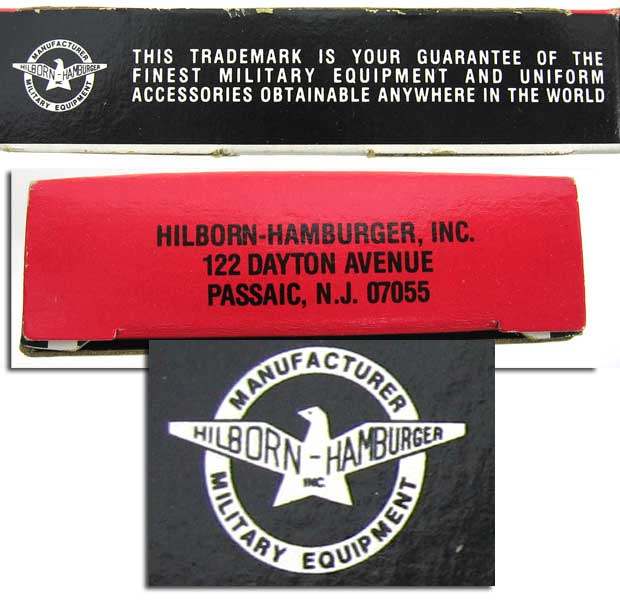 MANUFACTURER
HILBORN-HAMBURGER
INC.
MILITARY EQUIPMENT
THIS TRADEMARK IS YOUR GUARANTEE OF THE
FINEST MILITARY EQUIPMENT AND UNIFORM
ACCESSORIES OBTAINABLE ANYWHERE IN THE WORLD
HILBORN-HAMBURGER, INC.
122 DAYTON AVENUE
PASSAIC, N.J. 07055
MANUFACTURER
HILBORN-HAMBURGER
INC.
MILITARY EQUIPMENT